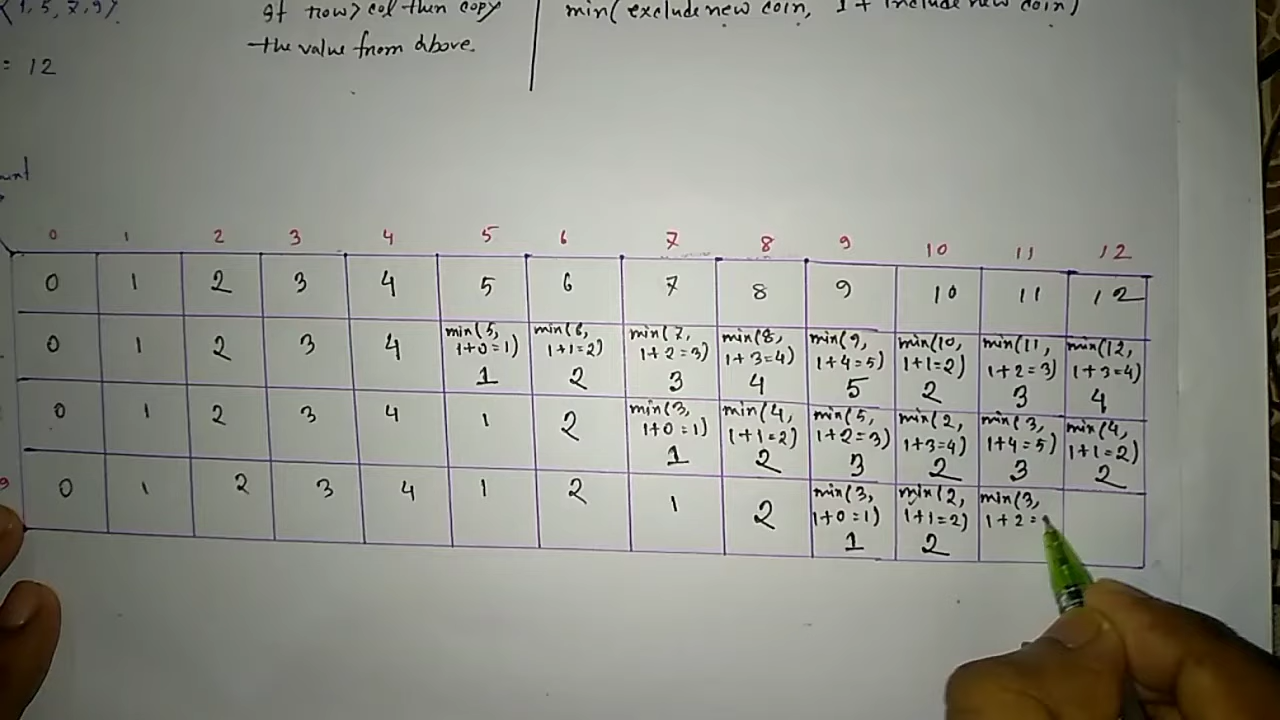 {1, 5, 7, 9}.
= 12
If row > col then copy
the value from above.
min( exclude new coin, 1 + include new coin)
0 1 2 3 4 5 6 7 8 9 10 11 12
0 1 2 3 4 5 6 7 8 9 10 11 12
min(5, min(6, min(7, min(8, min(9, min(10, min(11, min(12,
0 1 2 3 4 1+0=1) 1+1=2) 1+2=3) 1+3=4) 1+4=5) 1+1=2) 1+2=3) 1+3=4)
1 2 3 4 5 2 3 4
min(3, min(4, min(5, min(2, min(3, min(4,
0 1 2 3 4 1 2 1+0=1) 1+1=2) 1+2=3) 1+3=4) 1+4=5) 1+1=2)
1 2 3 2 3 2
9 0 1 2 3 4 1 2 1 2 min(3, min(2, min(3,
1+0=1) 1+1=2) 1+2=
1 2